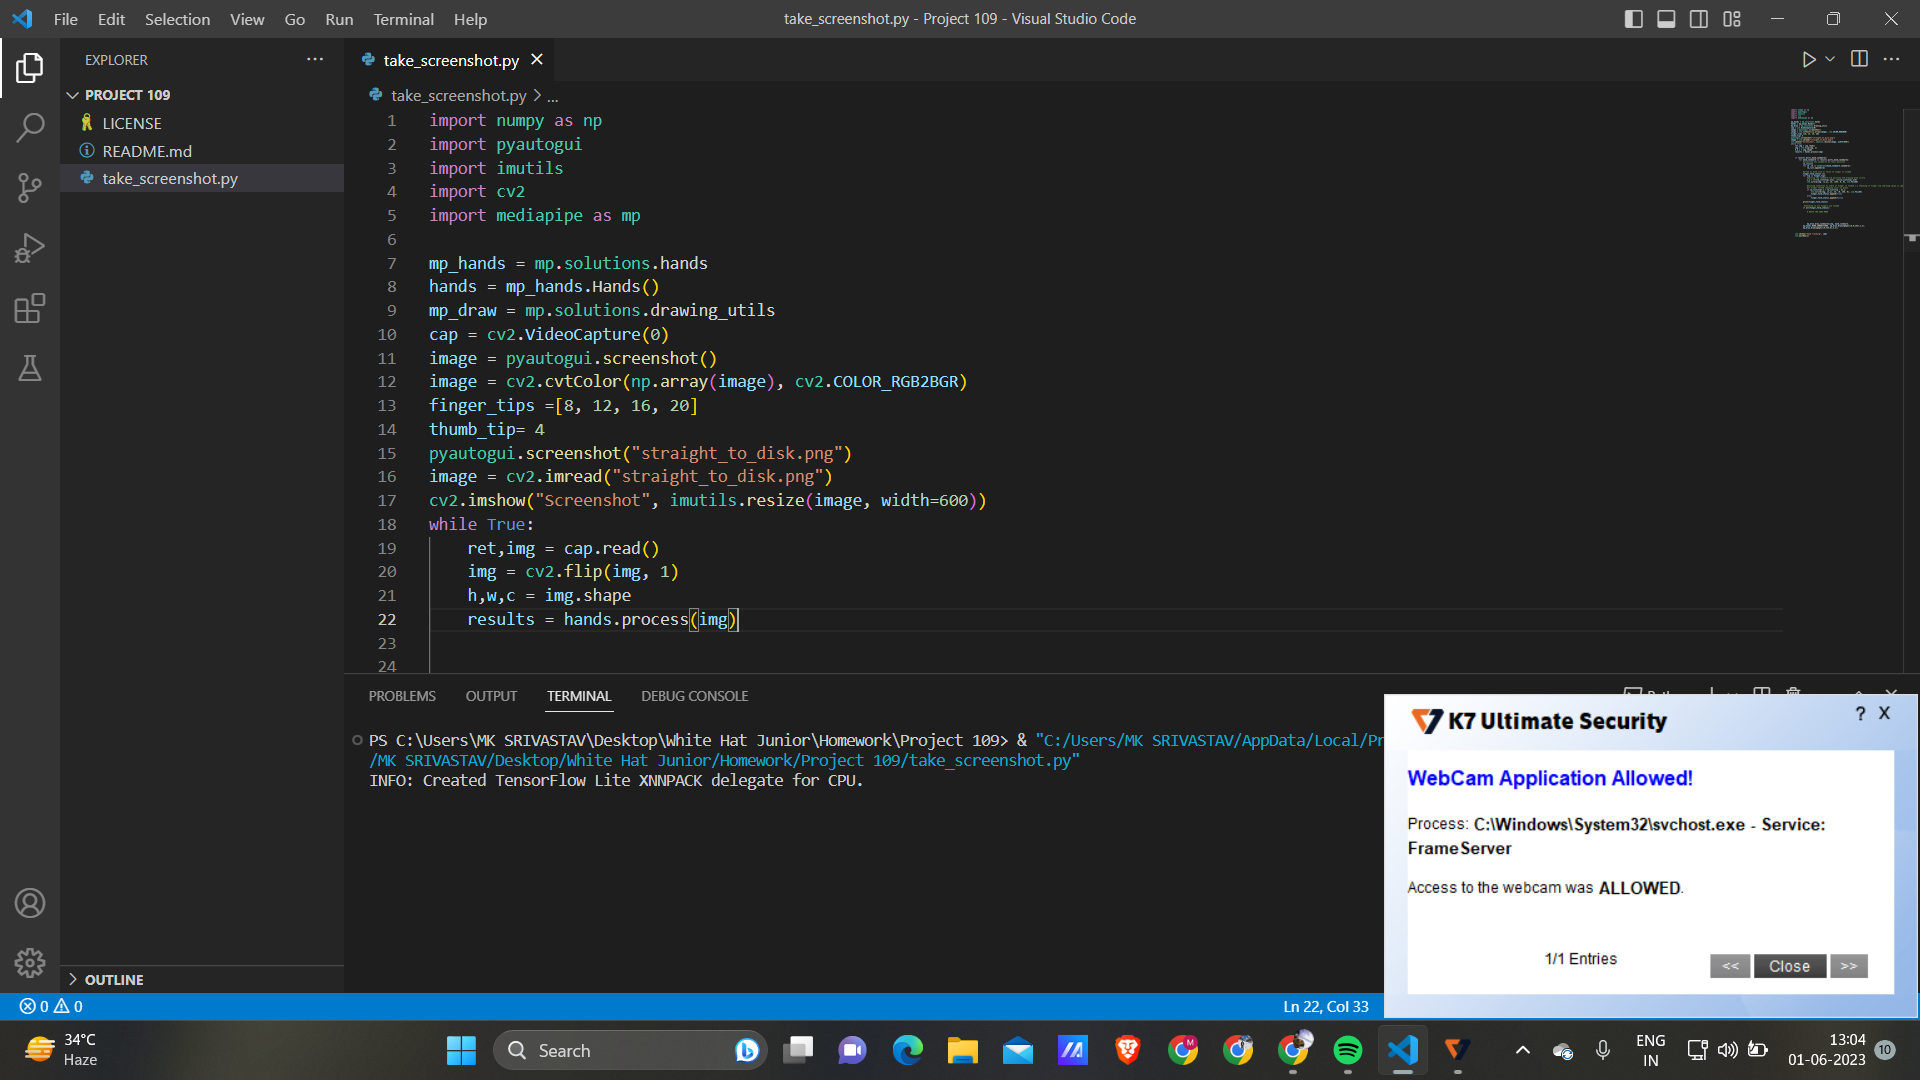 File Edit Selection View Go Run Terminal Help
take_screenshot.py - Project 109 - Visual Studio Code
EXPLORER
PROJECT 109
LICENSE
README.md
take_screenshot.py
OUTLINE
take_screenshot.py
take_screenshot.py > ...
1 import numpy as np
2 import pyautogui
3 import imutils
4 import cv2
5 import mediapipe as mp
6
7 mp_hands = mp.solutions.hands
8 hands = mp_hands.Hands()
9 mp_draw = mp.solutions.drawing_utils
10 cap = cv2.VideoCapture(0)
11 image = pyautogui.screenshot()
12 image = cv2.cvtColor(np.array(image), cv2.COLOR_RGB2BGR)
13 finger_tips =[8, 12, 16, 20]
14 thumb_tip= 4
15 pyautogui.screenshot("straight_to_disk.png")
16 image = cv2.imread("straight_to_disk.png")
17 cv2.imshow("Screenshot", imutils.resize(image, width=600))
18 while True:
19 ret,img = cap.read()
20 img = cv2.flip(img, 1)
21 h,w,c = img.shape
22 results = hands.process(img)
23
24
PROBLEMS OUTPUT TERMINAL DEBUG CONSOLE
PS C:\Users\MK SRIVASTAV\Desktop\White Hat Junior\Homework\Project 109> & "C:/Users/MK SRIVASTAV/AppData/Local/Pr
/MK SRIVASTAV/Desktop/White Hat Junior/Homework/Project 109/take_screenshot.py"
INFO: Created TensorFlow Lite XNNPACK delegate for CPU.
K7 Ultimate Security
? X
WebCam Application Allowed!
Process: C:\Windows\System32\svchost.exe - Service:
FrameServer
Access to the webcam was ALLOWED.
1/1 Entries
<< Close >>
0 0
Ln 22, Col 33
34°C
Haze
Search
ENG
IN
13:04
01-06-2023
10